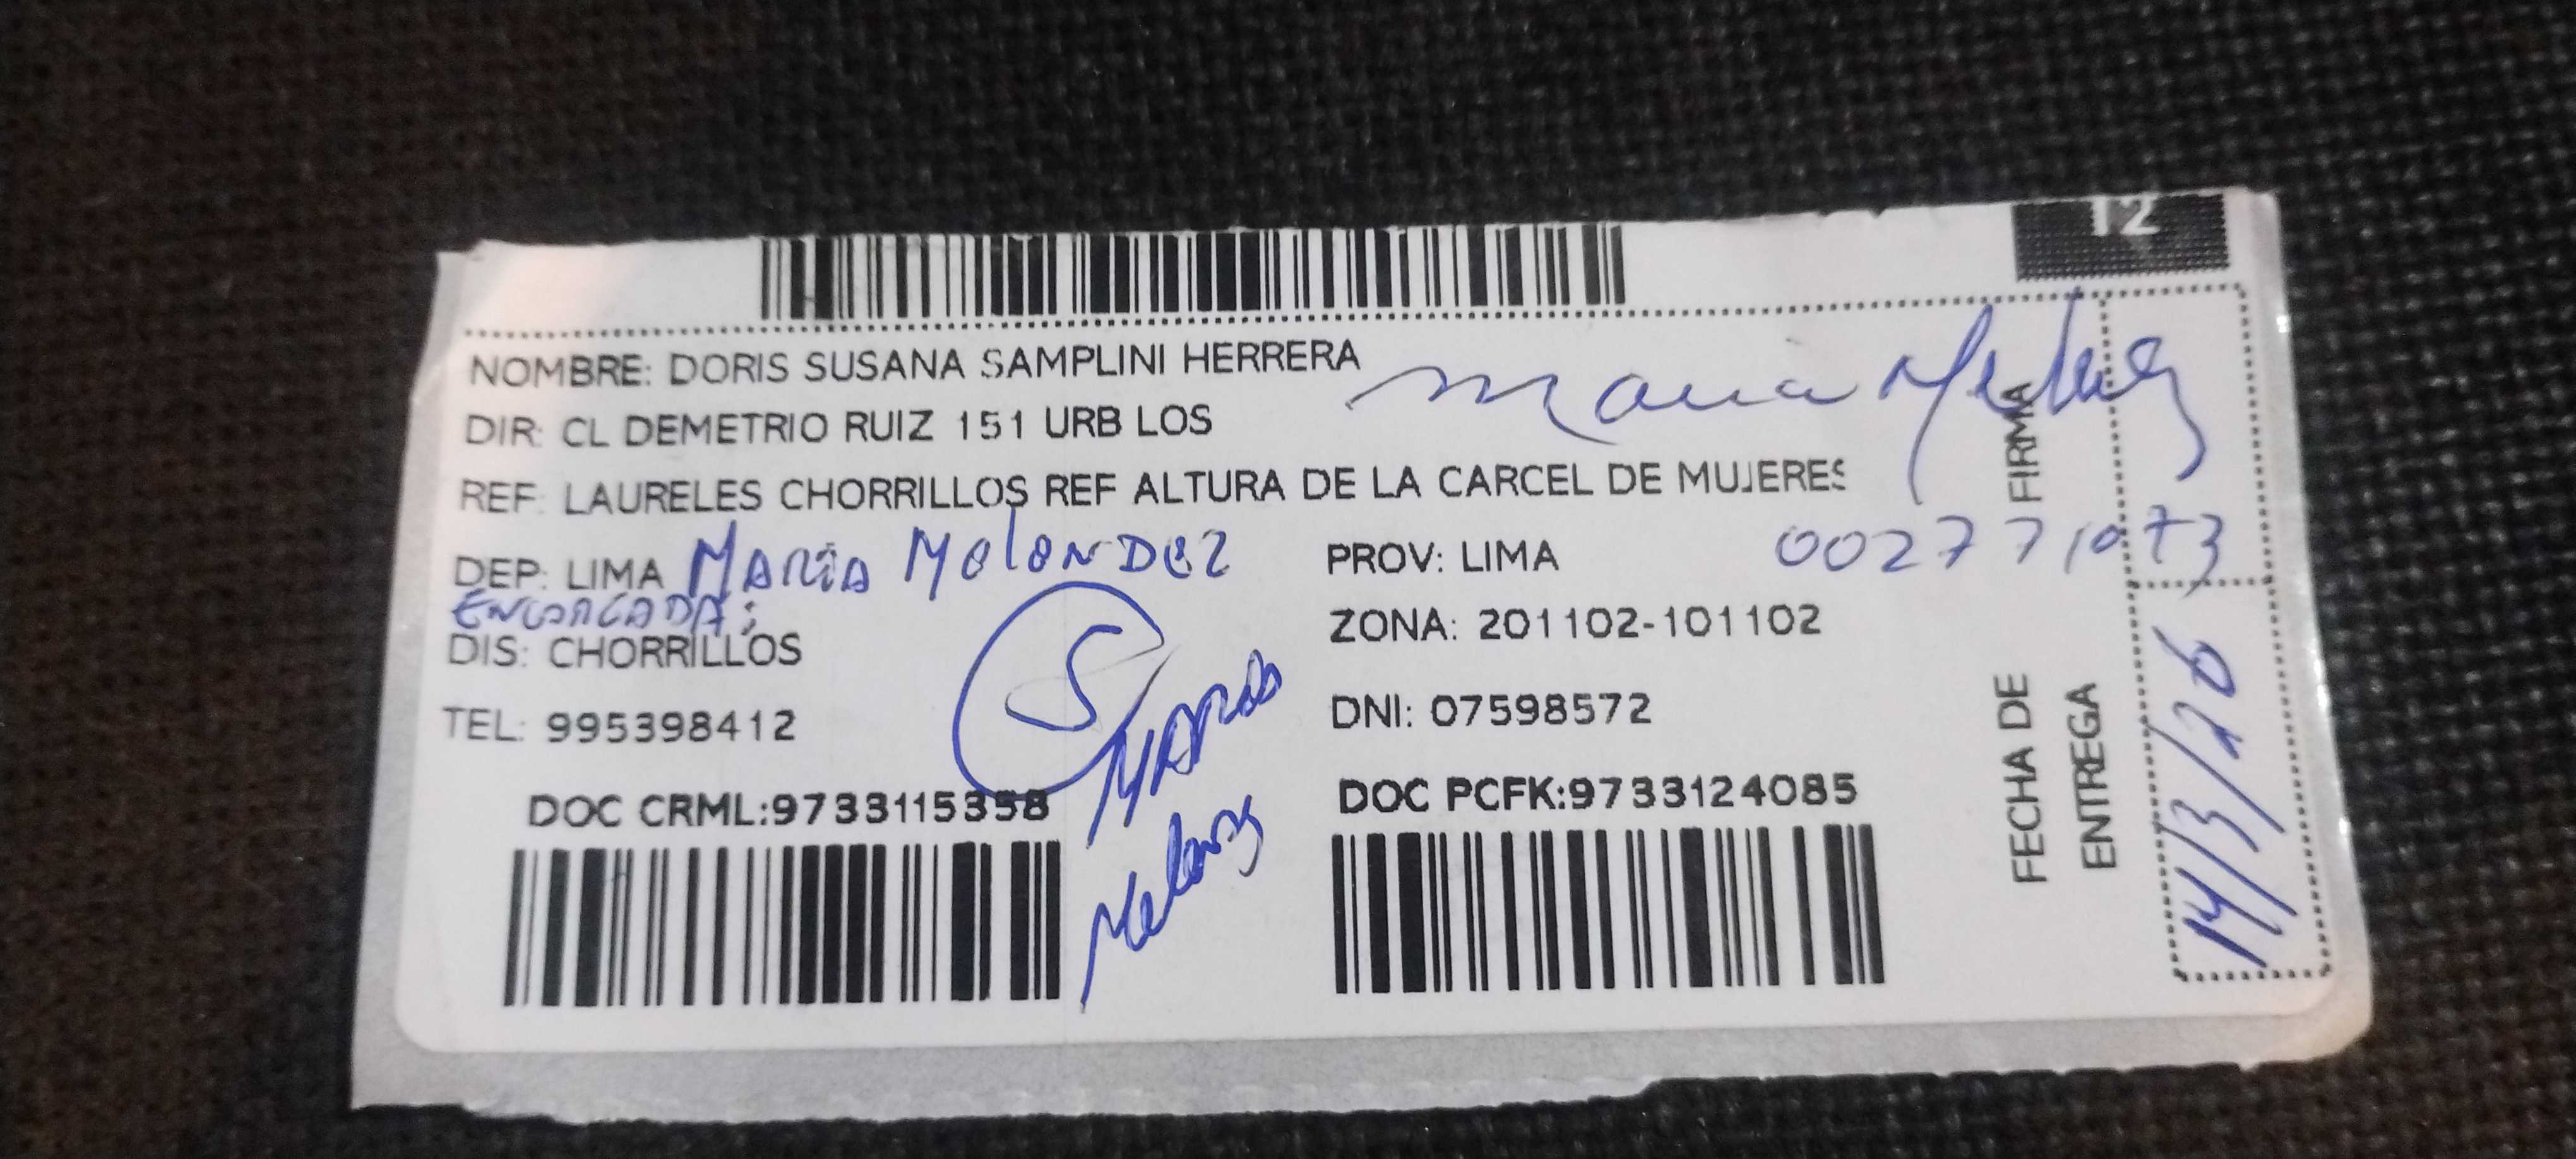 12
NOMBRE: DORIS SUSANA SAMPLINI HERRERA
DIR: CL DEMETRIO RUIZ 151 URB LOS
REF: LAURELES CHORRILLOS REF ALTURA DE LA CARCEL DE MUJERES
DEP: LIMA MARIA MELENDEZ
PROV: LIMA
ENCARGADA:
DIS: CHORRILLOS
ZONA: 201102-101102
TEL: 995398412
S
MARIA
DNI: 07598572
DOC CRML:9733115358
DOC PCFK:9733124085
Maria
FIRMA
FECHA DE
ENTREGA
14/3/26